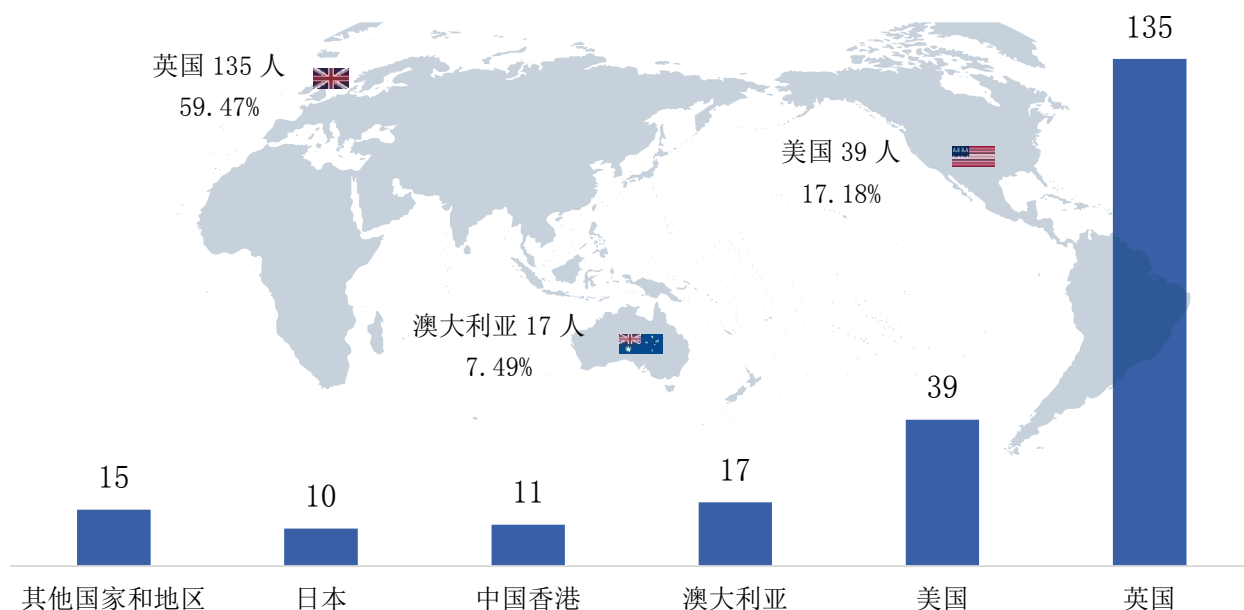 135
英国 135 人
59.47%
美国 39 人
17.18%
澳大利亚 17 人
7.49%
39
17
15
11
10
其他国家和地区
日本
中国香港
澳大利亚
美国
英国